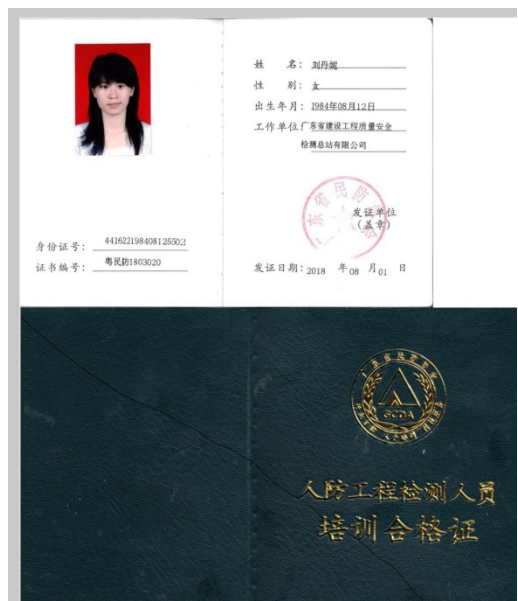 姓 名: 刘丹妮
性 别: 女
出生年月: 1984年08月12日
工作单位 广东省建设工程质量安全
检测总站有限公司
发证单位
(盖章)
身份证号: 441622198408125502
证书编号: 粤民防1803020
发证日期: 2018 年 08 月 01 日
GCDA
人防工程检测人员
培训合格证